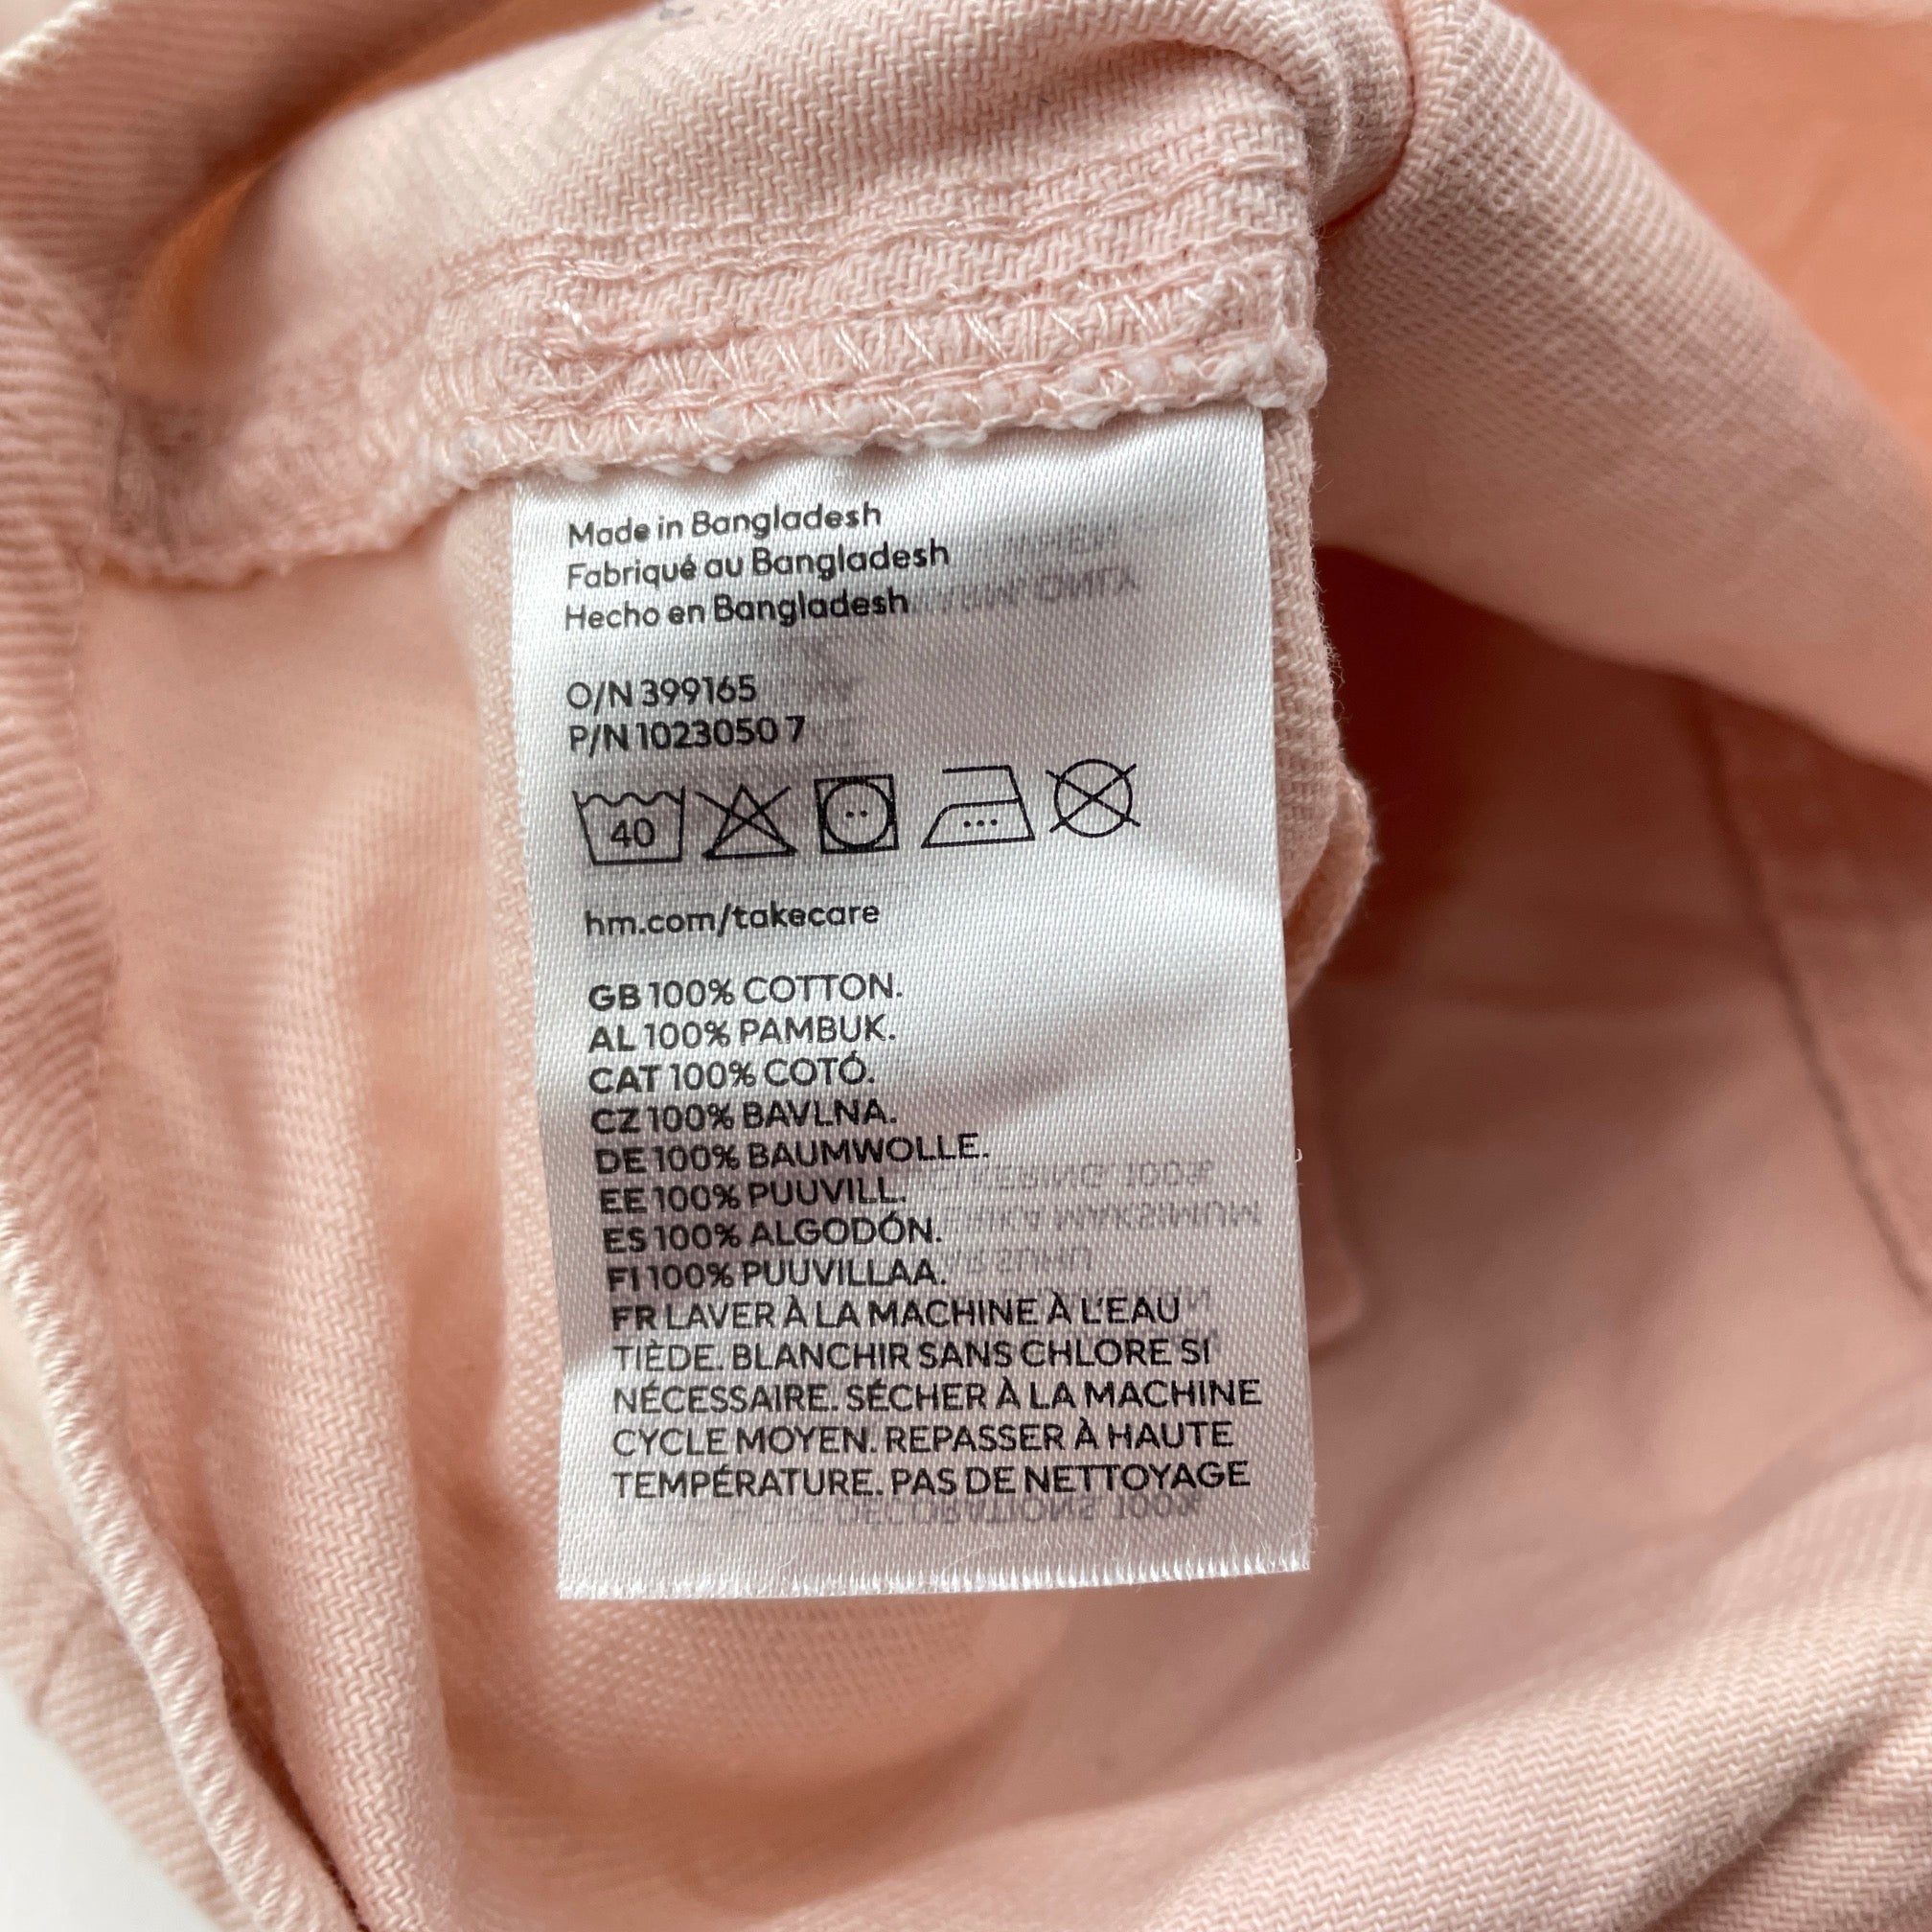 Made in Bangladesh
Fabriqué au Bangladesh
Hecho en Bangladesh
O/N 399165
P/N 1023050 7
40
hm.com/takecare
GB 100% COTTON.
AL 100% PAMBUK.
CAT 100% COTÓ.
CZ 100% BAVLNA.
DE 100% BAUMWOLLE.
EE 100% PUUVILL.
ES 100% ALGODÓN.
FI 100% PUUVILLAA.
FR LAVER À LA MACHINE À L'EAU
TIÈDE. BLANCHIR SANS CHLORE SI
NÉCESSAIRE. SÉCHER À LA MACHINE
CYCLE MOYEN. REPASSER À HAUTE
TEMPÉRATURE. PAS DE NETTOYAGE